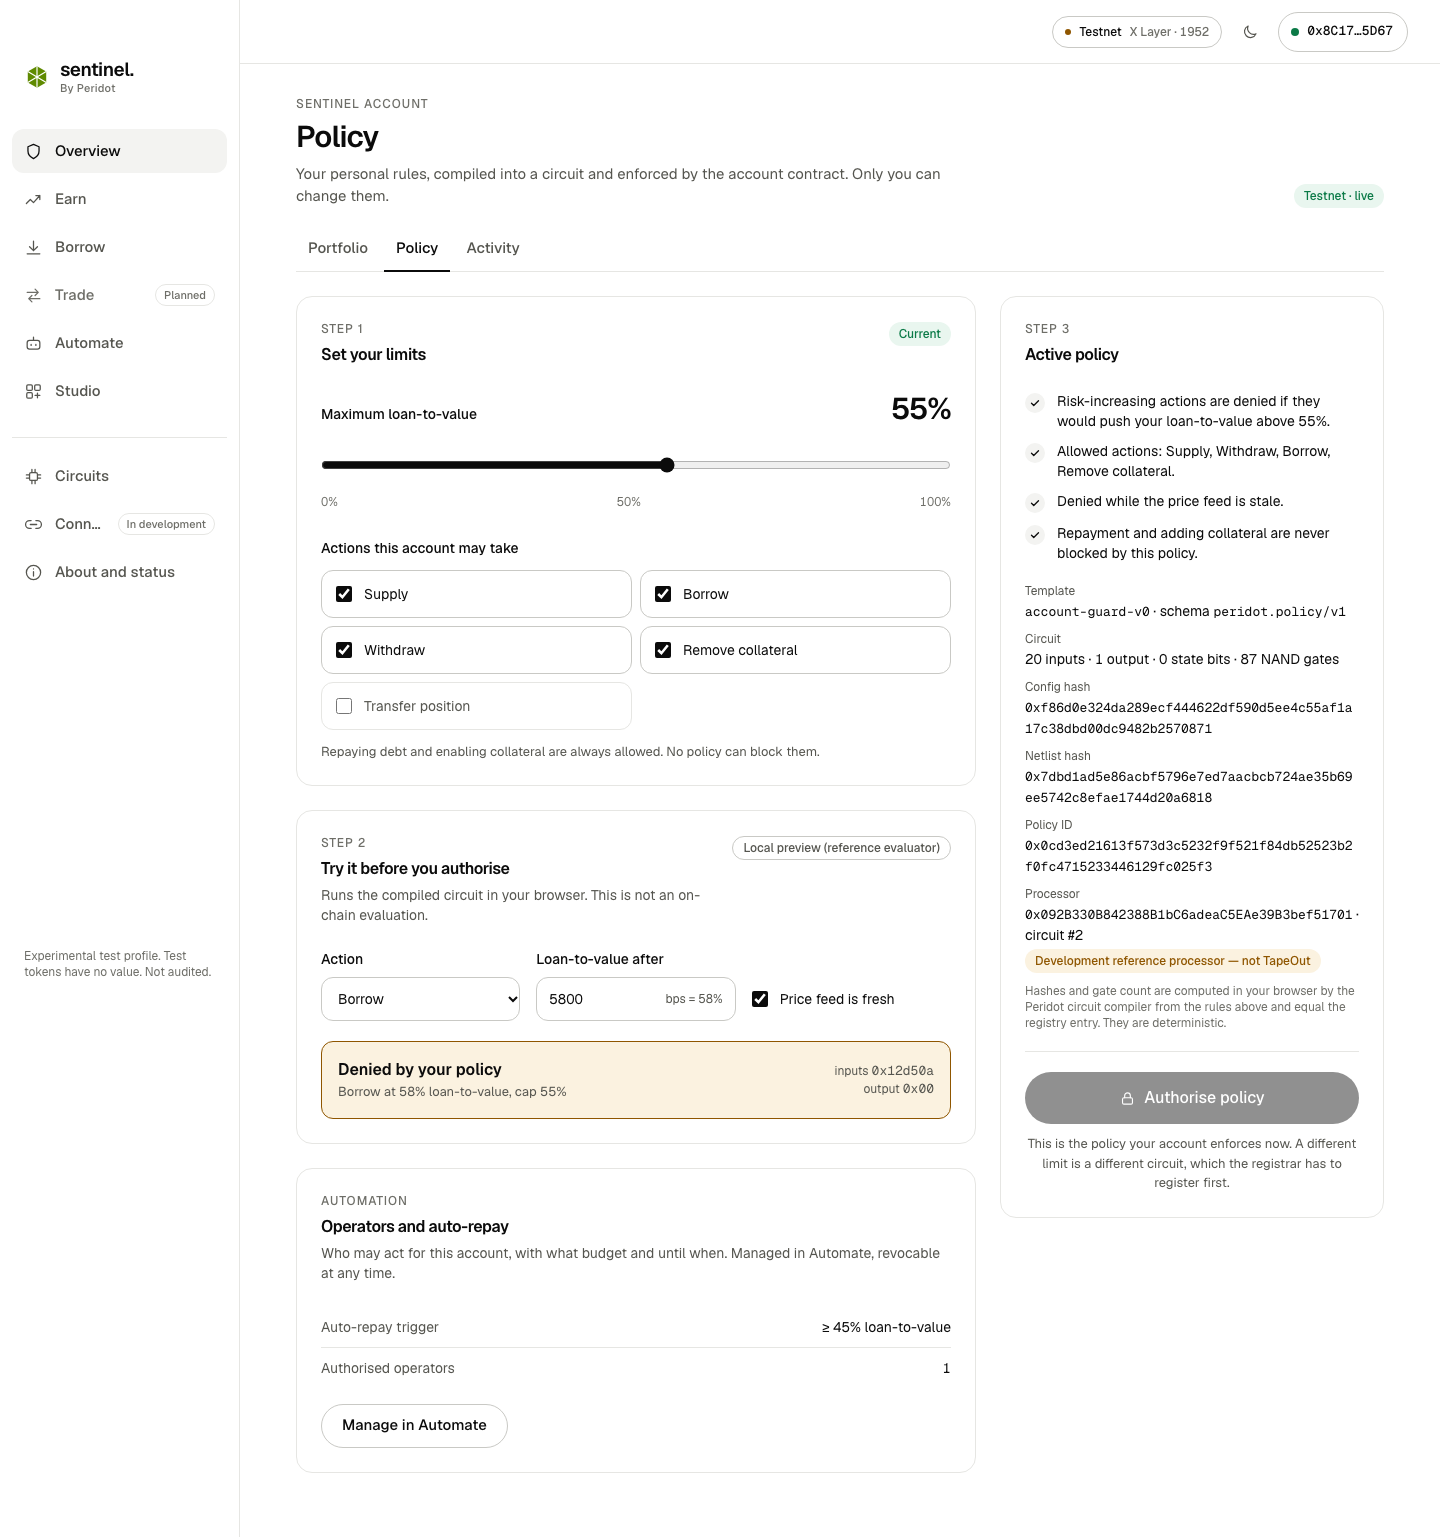 sentinel.
By Peridot
Overview
Earn
Borrow
Trade
Planned
Automate
Studio
Circuits
Conn…
In development
About and status
Experimental test profile. Test
tokens have no value. Not audited.
Testnet X Layer · 1952
0x8C17…5D67
SENTINEL ACCOUNT
Policy
Your personal rules, compiled into a circuit and enforced by the account contract. Only you can
change them.
Testnet · live
Portfolio
Policy
Activity
STEP 1
Set your limits
Current
Maximum loan-to-value
55%
0%
50%
100%
Actions this account may take
Supply
Borrow
Withdraw
Remove collateral
Transfer position
Repaying debt and enabling collateral are always allowed. No policy can block them.
STEP 2
Try it before you authorise
Local preview (reference evaluator)
Runs the compiled circuit in your browser. This is not an on-
chain evaluation.
Action
Loan-to-value after
Borrow
5800
bps = 58%
Price feed is fresh
Denied by your policy
Borrow at 58% loan-to-value, cap 55%
inputs 0x12d50a
output 0x00
AUTOMATION
Operators and auto-repay
Who may act for this account, with what budget and until when. Managed in Automate, revocable
at any time.
Auto-repay trigger
≥ 45% loan-to-value
Authorised operators
1
Manage in Automate
STEP 3
Active policy
Risk-increasing actions are denied if they
would push your loan-to-value above 55%.
Allowed actions: Supply, Withdraw, Borrow,
Remove collateral.
Denied while the price feed is stale.
Repayment and adding collateral are never
blocked by this policy.
Template
account-guard-v0 · schema peridot.policy/v1
Circuit
20 inputs · 1 output · 0 state bits · 87 NAND gates
Config hash
0xf86d0e324da289ecf444622df590d5ee4c55af1a
17c38dbd00dc9482b2570871
Netlist hash
0x7dbd1ad5e86acbf5796e7ed7aacbcb724ae35b69
ee5742c8efae1744d20a6818
Policy ID
0x0cd3ed21613f573d3c5232f9f521f84db52523b2
f0fc4715233446129fc025f3
Processor
0x092B330B842388B1bC6adeaC5EAe39B3bef51701 ·
circuit #2
Development reference processor — not TapeOut
Hashes and gate count are computed in your browser by the
Peridot circuit compiler from the rules above and equal the
registry entry. They are deterministic.
Authorise policy
This is the policy your account enforces now. A different
limit is a different circuit, which the registrar has to
register first.